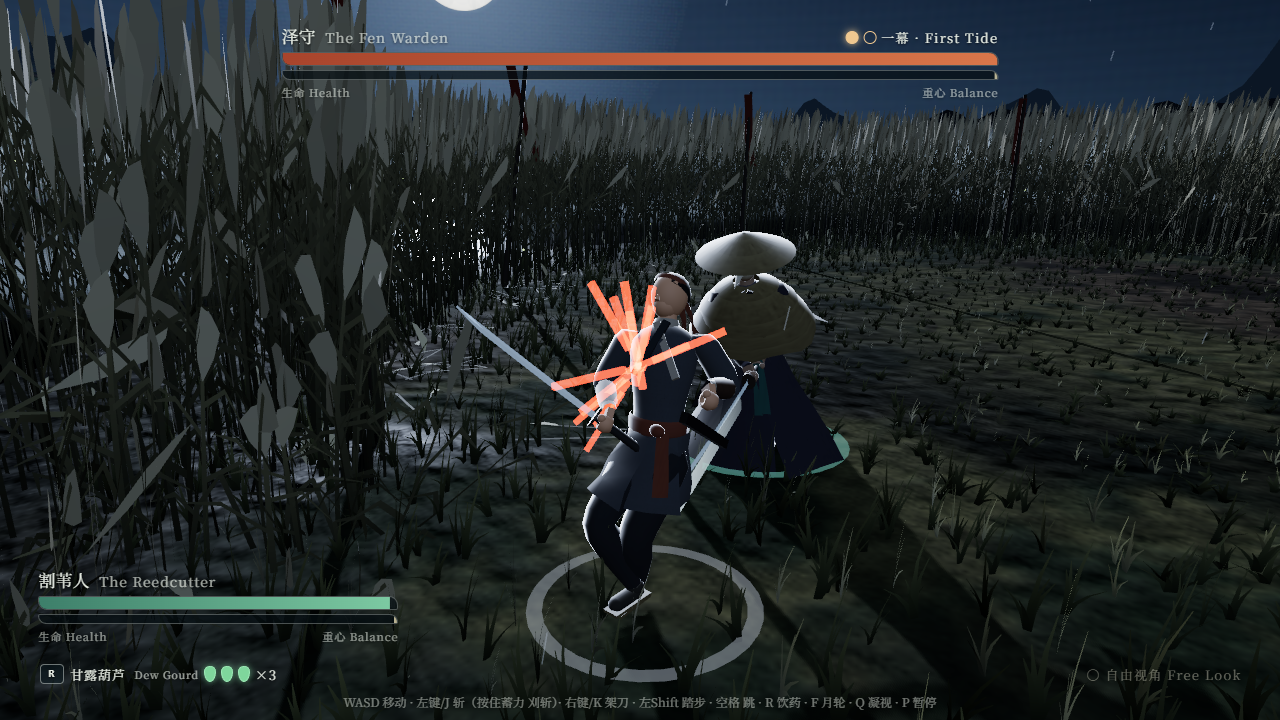 泽守 The Fen Warden
一幕 · First Tide
生命 Health
重心 Balance
割苇人 The Reedcutter
生命 Health
重心 Balance
R 甘露葫芦 Dew Gourd ×3
自由视角 Free Look
WASD 移动 · 左键/J 斩（按住蓄力 刈斩）· 右键/K 架刀 · 左Shift 踏步 · 空格 跳 · R 饮药 · F 月轮 · Q 凝视 · P 暂停